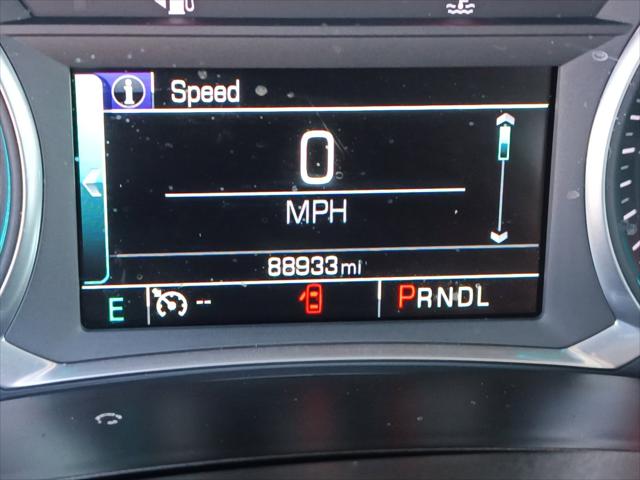 Speed
0
MPH
88933 mi
E -- PRNDL